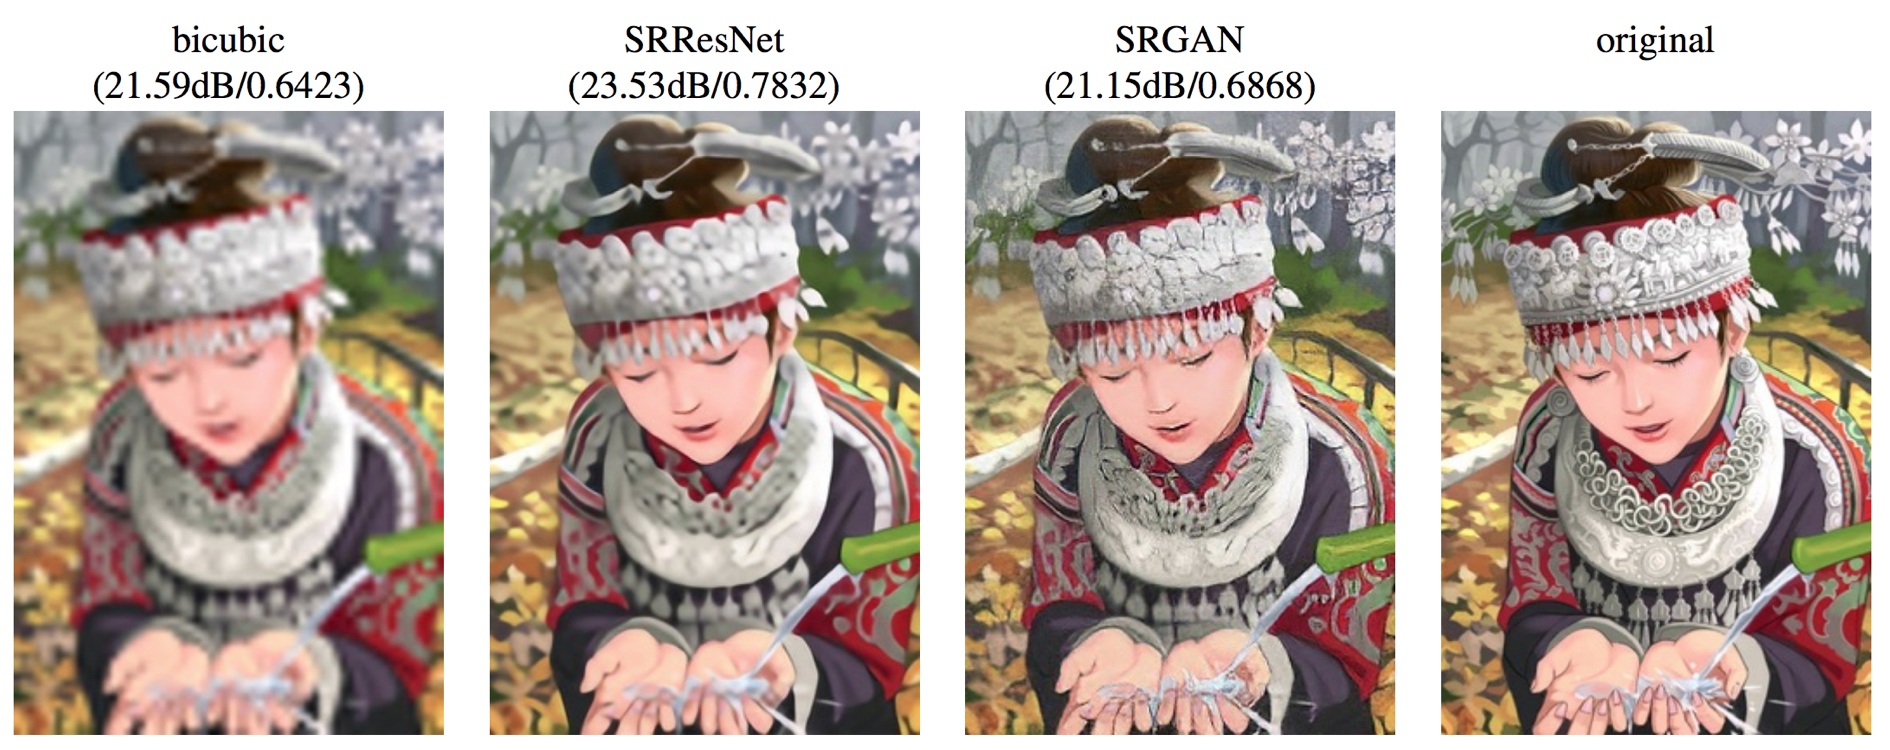 bicubic
(21.59dB/0.6423)
SRResNet
(23.53dB/0.7832)
SRGAN
(21.15dB/0.6868)
original